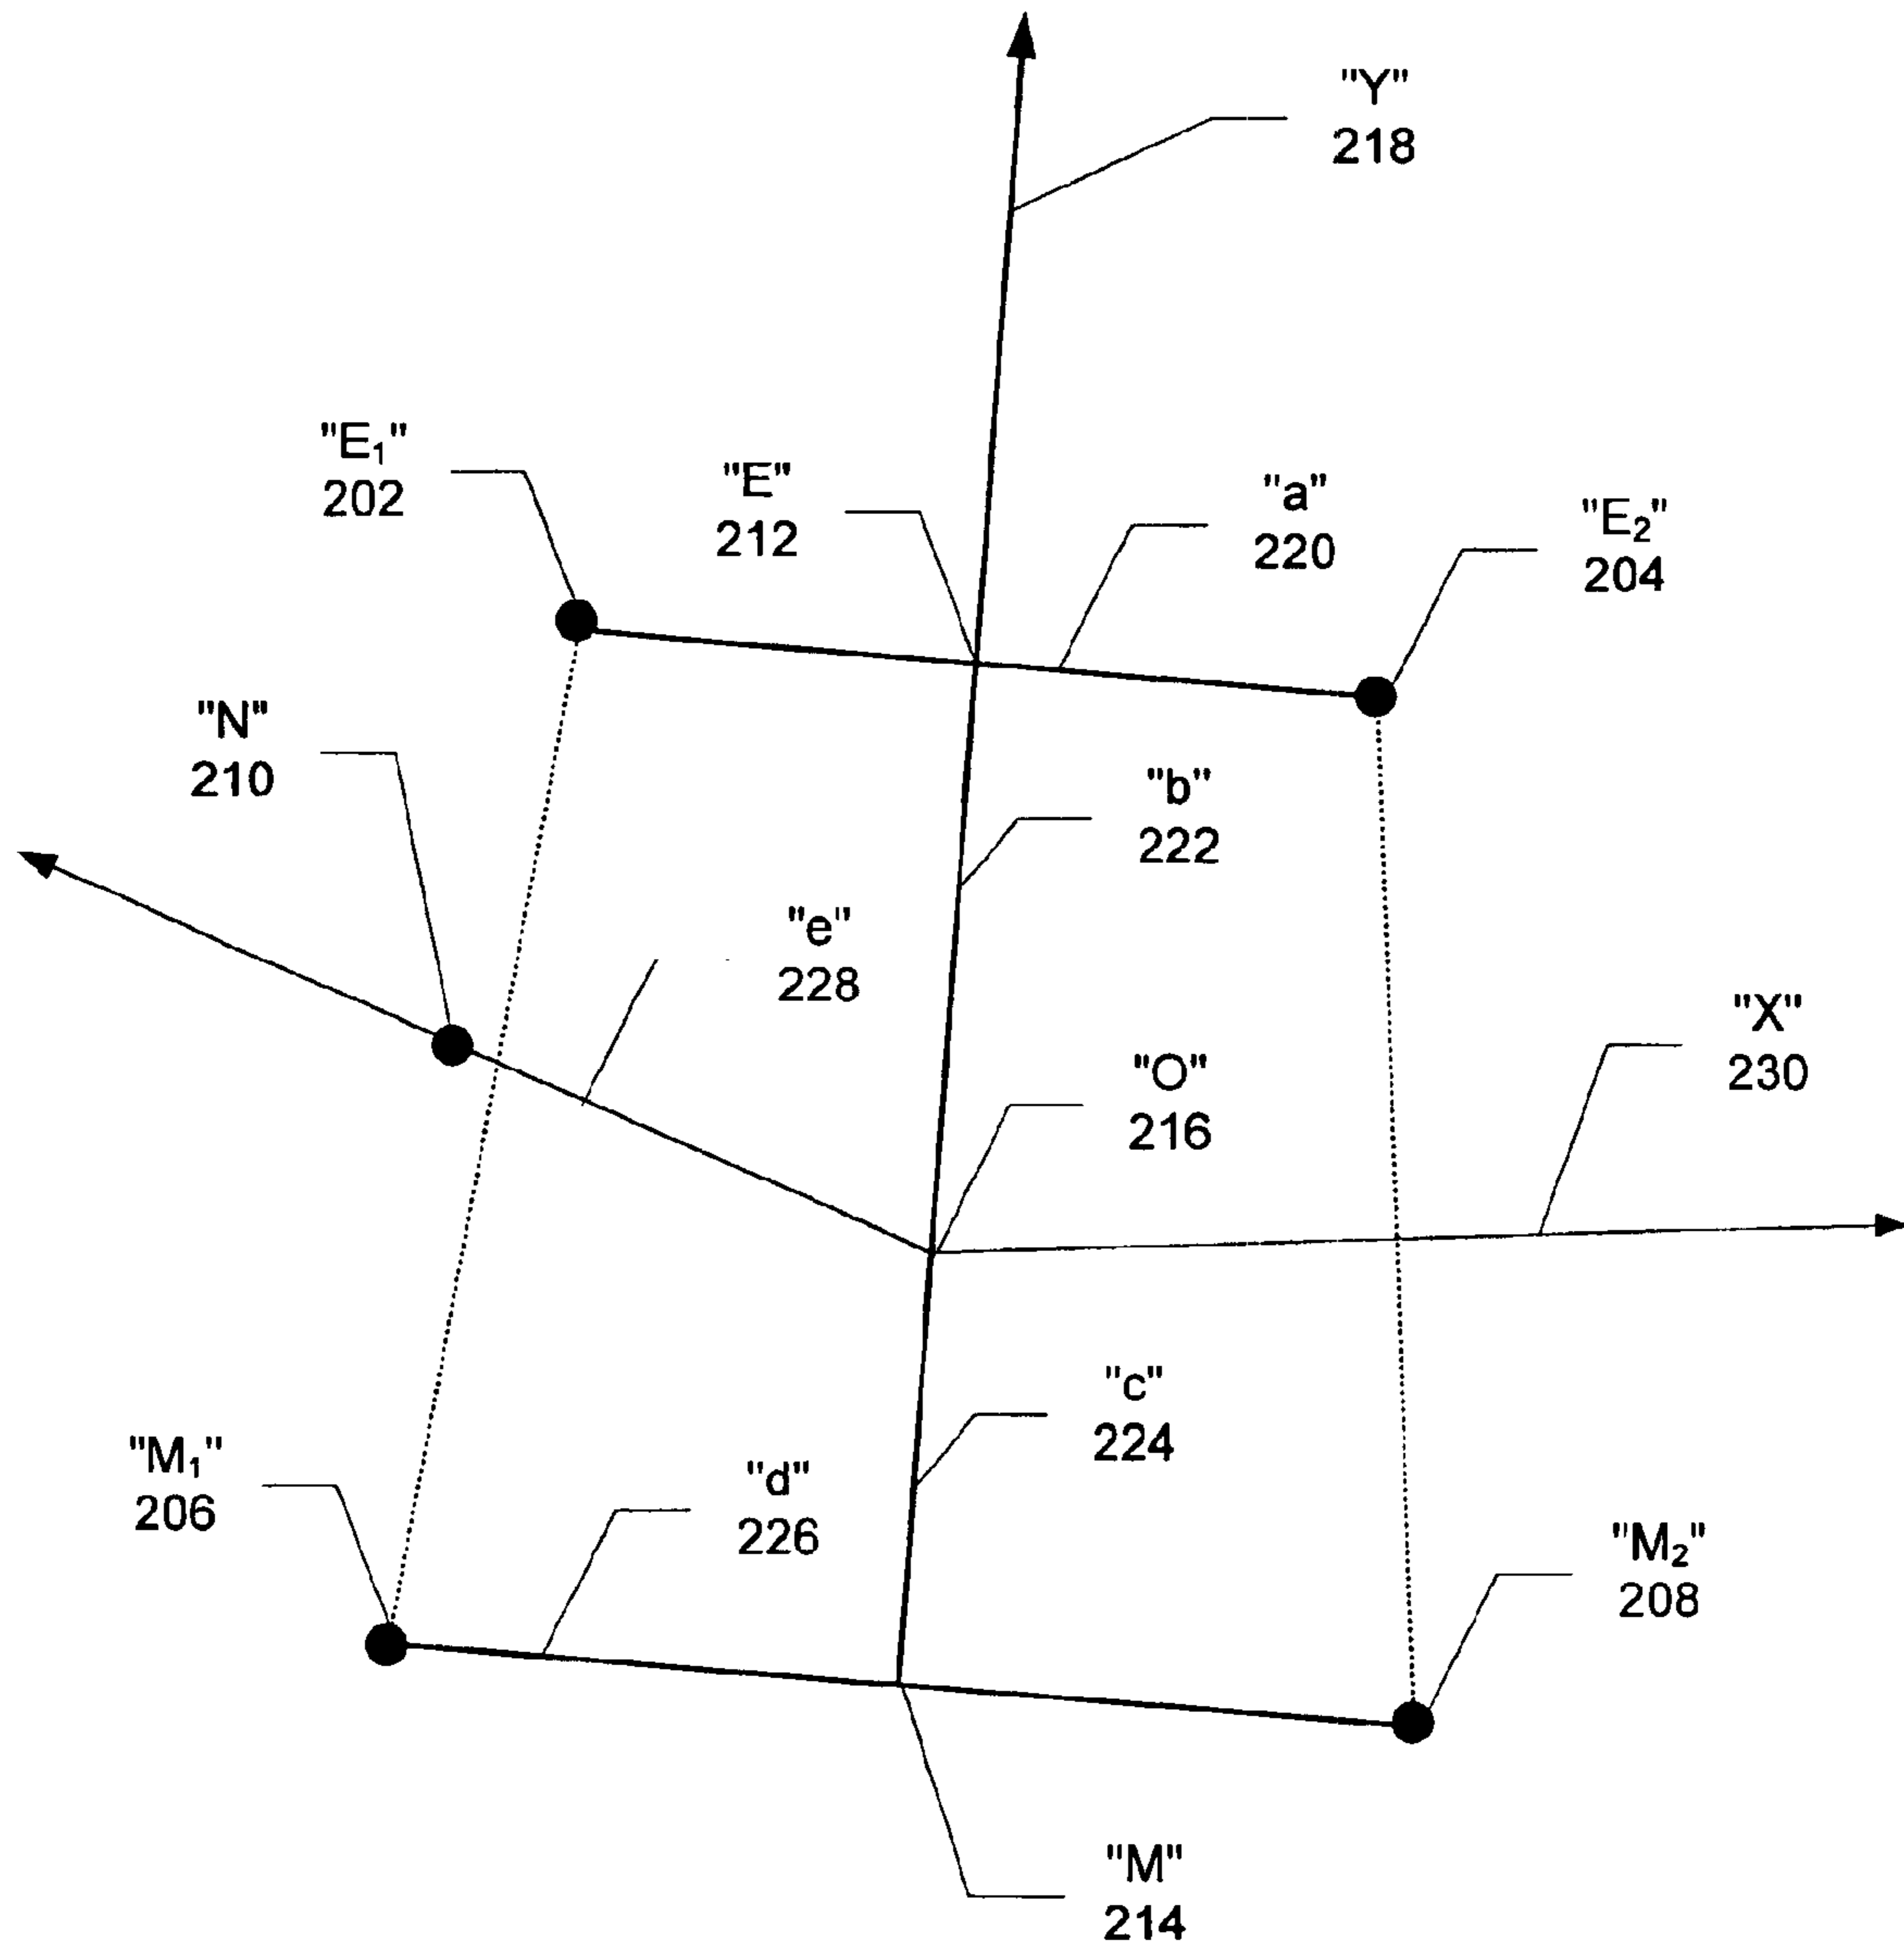 "Y"
218
"E₁"
202
"E"
212
"a"
220
"E₂"
204
"N"
210
"b"
222
"e"
228
"X"
230
"O"
216
"c"
224
"M₁"
206
"d"
226
"M₂"
208
"M"
214